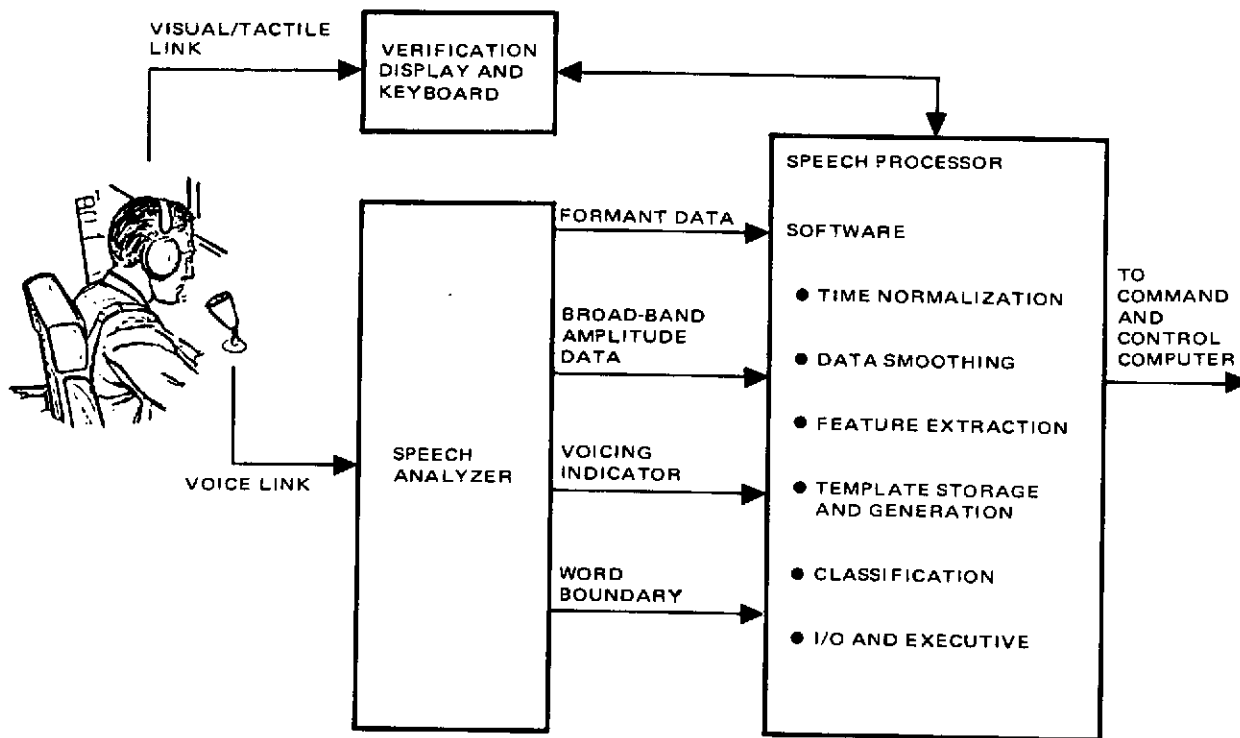 VISUAL/TACTILE
LINK
VERIFICATION
DISPLAY AND
KEYBOARD
SPEECH PROCESSOR
FORMANT DATA
SOFTWARE
● TIME NORMALIZATION
TO
COMMAND
AND
CONTROL
COMPUTER
BROAD-BAND
AMPLITUDE
DATA
● DATA SMOOTHING
● FEATURE EXTRACTION
SPEECH
ANALYZER
VOICING
INDICATOR
VOICE LINK
● TEMPLATE STORAGE
AND GENERATION
WORD
BOUNDARY
● CLASSIFICATION
● I/O AND EXECUTIVE